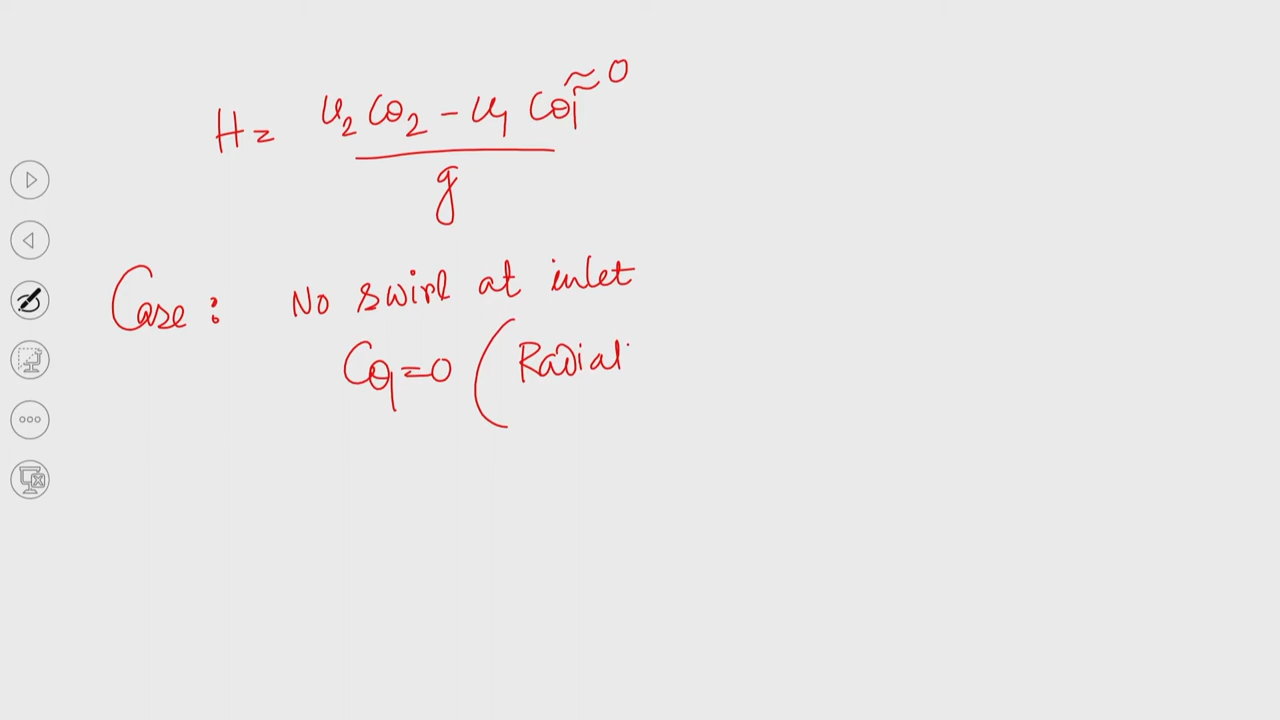 H = U₂ Cθ₂ - U₁ Cθ₁ ≈ 0
g
Case : No swirl at inlet
Cθ₁ = 0 ( Radial